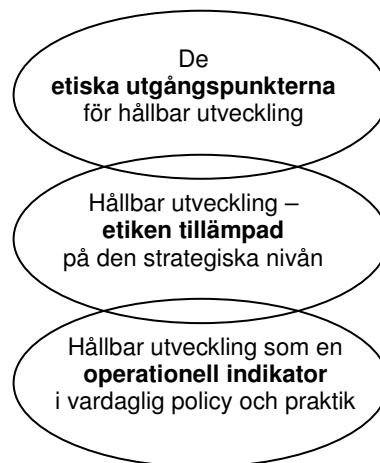 De
etiska utgångspunkterna
för hållbar utveckling
Hållbar utveckling –
etiken tillämpad
på den strategiska nivån
Hållbar utveckling som en
operationell indikator
i vardaglig policy och praktik